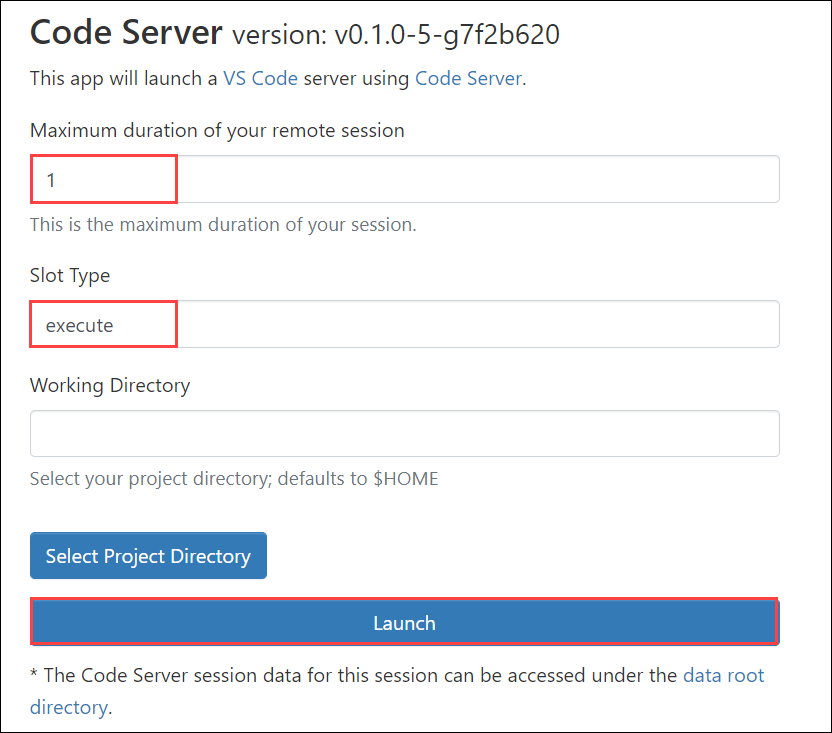 Code Server version: v0.1.0-5-g7f2b620
This app will launch a VS Code server using Code Server.
Maximum duration of your remote session
1
This is the maximum duration of your session.
Slot Type
execute
Working Directory
Select your project directory; defaults to $HOME
Select Project Directory
Launch
* The Code Server session data for this session can be accessed under the data root
directory.